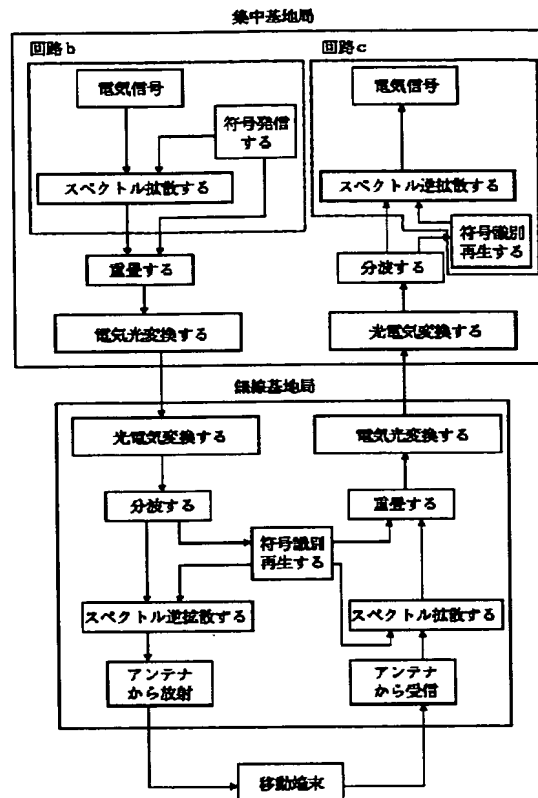 集中基地局
回路b
電気信号
符号発信
する
スペクトル拡散する
重畳する
電気光変換する
回路c
電気信号
スペクトル逆拡散する
符号識別
再生する
分波する
光電気変換する
無線基地局
光電気変換する
分波する
符号識別
再生する
スペクトル逆拡散する
アンテナ
から放射
電気光変換する
重畳する
スペクトル拡散する
アンテナ
から受信
移動端末